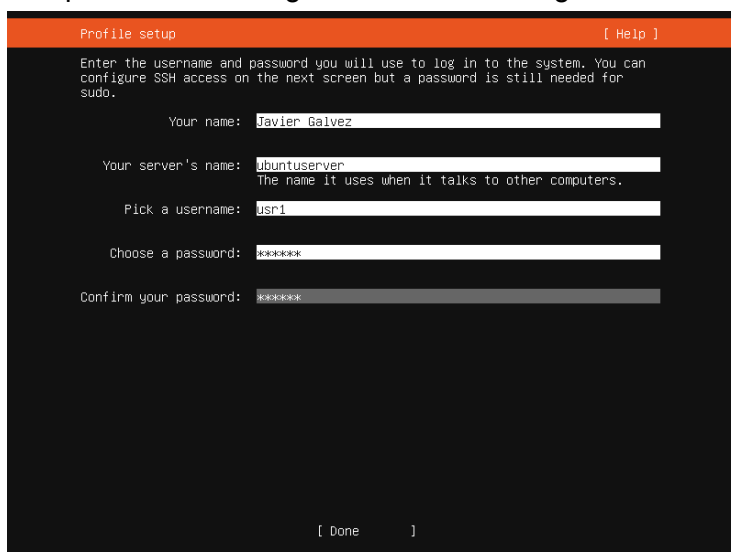 Profile setup [ Help ]
Enter the username and password you will use to log in to the system. You can
configure SSH access on the next screen but a password is still needed for
sudo.
Your name: Javier Galvez
Your server's name: ubuntuserver
The name it uses when it talks to other computers.
Pick a username: usr1
Choose a password: ******
Confirm your password: ******
[ Done ]